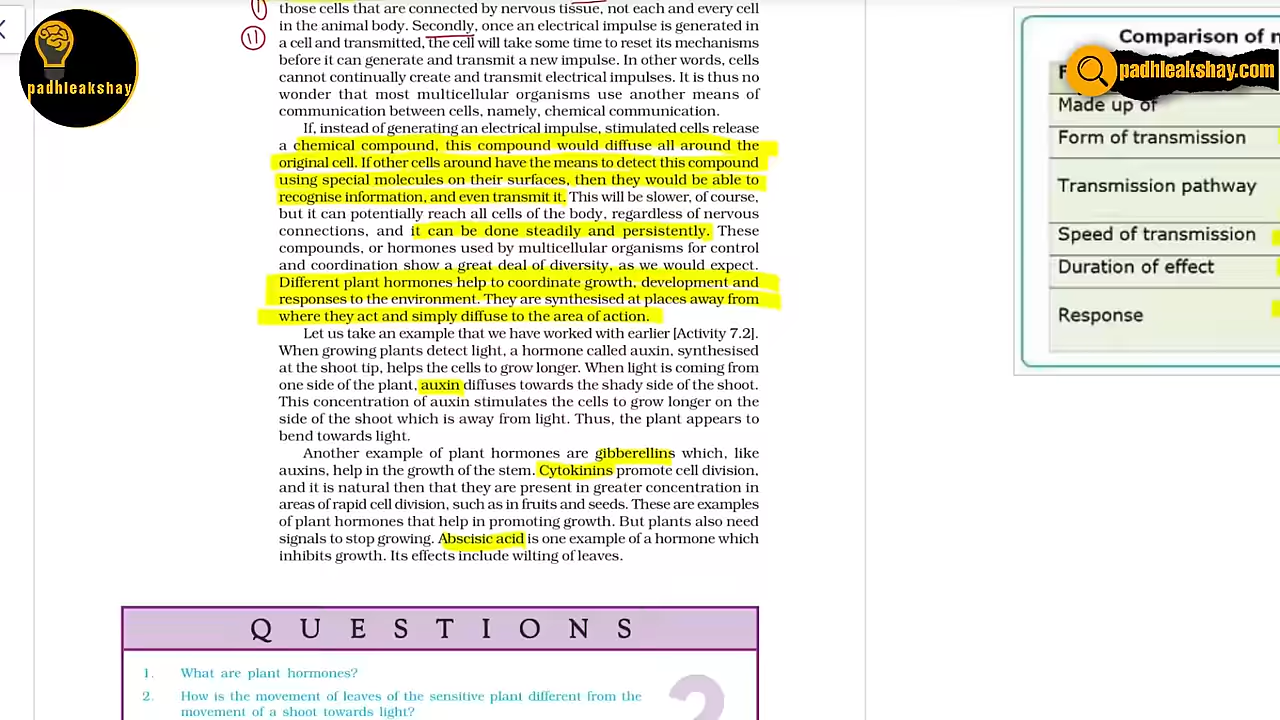 those cells that are connected by nervous tissue, not each and every cell
in the animal body. Secondly, once an electrical impulse is generated in
a cell and transmitted, the cell will take some time to reset its mechanisms
before it can generate and transmit a new impulse. In other words, cells
cannot continually create and transmit electrical impulses. It is thus no
wonder that most multicellular organisms use another means of
communication between cells, namely, chemical communication.
If, instead of generating an electrical impulse, stimulated cells release
a chemical compound, this compound would diffuse all around the
original cell. If other cells around have the means to detect this compound
using special molecules on their surfaces, then they would be able to
recognise information, and even transmit it. This will be slower, of course,
but it can potentially reach all cells of the body, regardless of nervous
connections, and it can be done steadily and persistently. These
compounds, or hormones used by multicellular organisms for control
and coordination show a great deal of diversity, as we would expect.
Different plant hormones help to coordinate growth, development and
responses to the environment. They are synthesised at places away from
where they act and simply diffuse to the area of action.
Let us take an example that we have worked with earlier [Activity 7.2].
When growing plants detect light, a hormone called auxin, synthesised
at the shoot tip, helps the cells to grow longer. When light is coming from
one side of the plant, auxin diffuses towards the shady side of the shoot.
This concentration of auxin stimulates the cells to grow longer on the
side of the shoot which is away from light. Thus, the plant appears to
bend towards light.
Another example of plant hormones are gibberellins which, like
auxins, help in the growth of the stem. Cytokinins promote cell division,
and it is natural then that they are present in greater concentration in
areas of rapid cell division, such as in fruits and seeds. These are examples
of plant hormones that help in promoting growth. But plants also need
signals to stop growing. Abscisic acid is one example of a hormone which
inhibits growth. Its effects include wilting of leaves.
QUESTIONS
1. What are plant hormones?
2. How is the movement of leaves of the sensitive plant different from the
movement of a shoot towards light?
?
(i)
(ii)
padhleakshay
Comparison of
padhleakshay.com
Made up of
Form of transmission
Transmission pathway
Speed of transmission
Duration of effect
Response